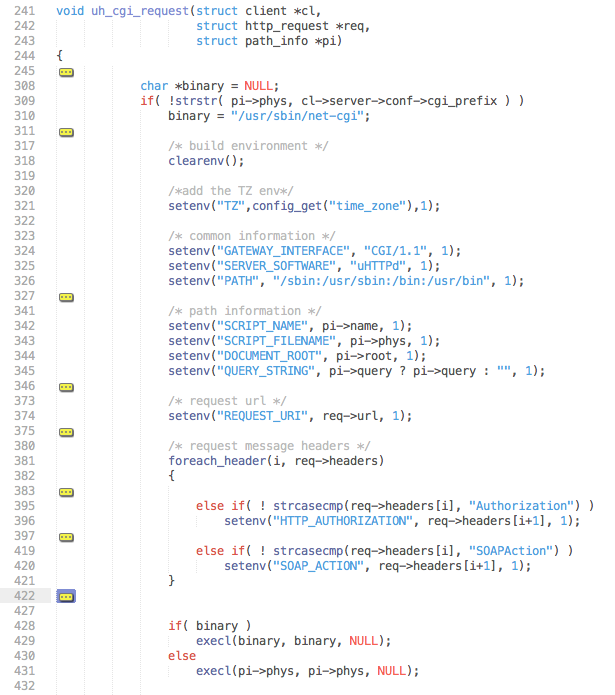 241 void uh_cgi_request(struct client *cl,
242 struct http_request *req,
243 struct path_info *pi)
244 {
245
308 char *binary = NULL;
309 if( !strstr( pi->phys, cl->server->conf->cgi_prefix ) )
310 binary = "/usr/sbin/net-cgi";
311
317 /* build environment */
318 clearenv();
319
320 /*add the TZ env*/
321 setenv("TZ",config_get("time_zone"),1);
322
323 /* common information */
324 setenv("GATEWAY_INTERFACE", "CGI/1.1", 1);
325 setenv("SERVER_SOFTWARE", "uHTTPd", 1);
326 setenv("PATH", "/sbin:/usr/sbin:/bin:/usr/bin", 1);
327
341 /* path information */
342 setenv("SCRIPT_NAME", pi->name, 1);
343 setenv("SCRIPT_FILENAME", pi->phys, 1);
344 setenv("DOCUMENT_ROOT", pi->root, 1);
345 setenv("QUERY_STRING", pi->query ? pi->query : "", 1);
346
373 /* request url */
374 setenv("REQUEST_URI", req->url, 1);
375
380 /* request message headers */
381 foreach_header(i, req->headers)
382 {
383
395 else if( ! strcasecmp(req->headers[i], "Authorization") )
396 setenv("HTTP_AUTHORIZATION", req->headers[i+1], 1);
397
419 else if( ! strcasecmp(req->headers[i], "SOAPAction") )
420 setenv("SOAP_ACTION", req->headers[i+1], 1);
421 }
422
427
428 if( binary )
429 execl(binary, binary, NULL);
430 else
431 execl(pi->phys, pi->phys, NULL);
432